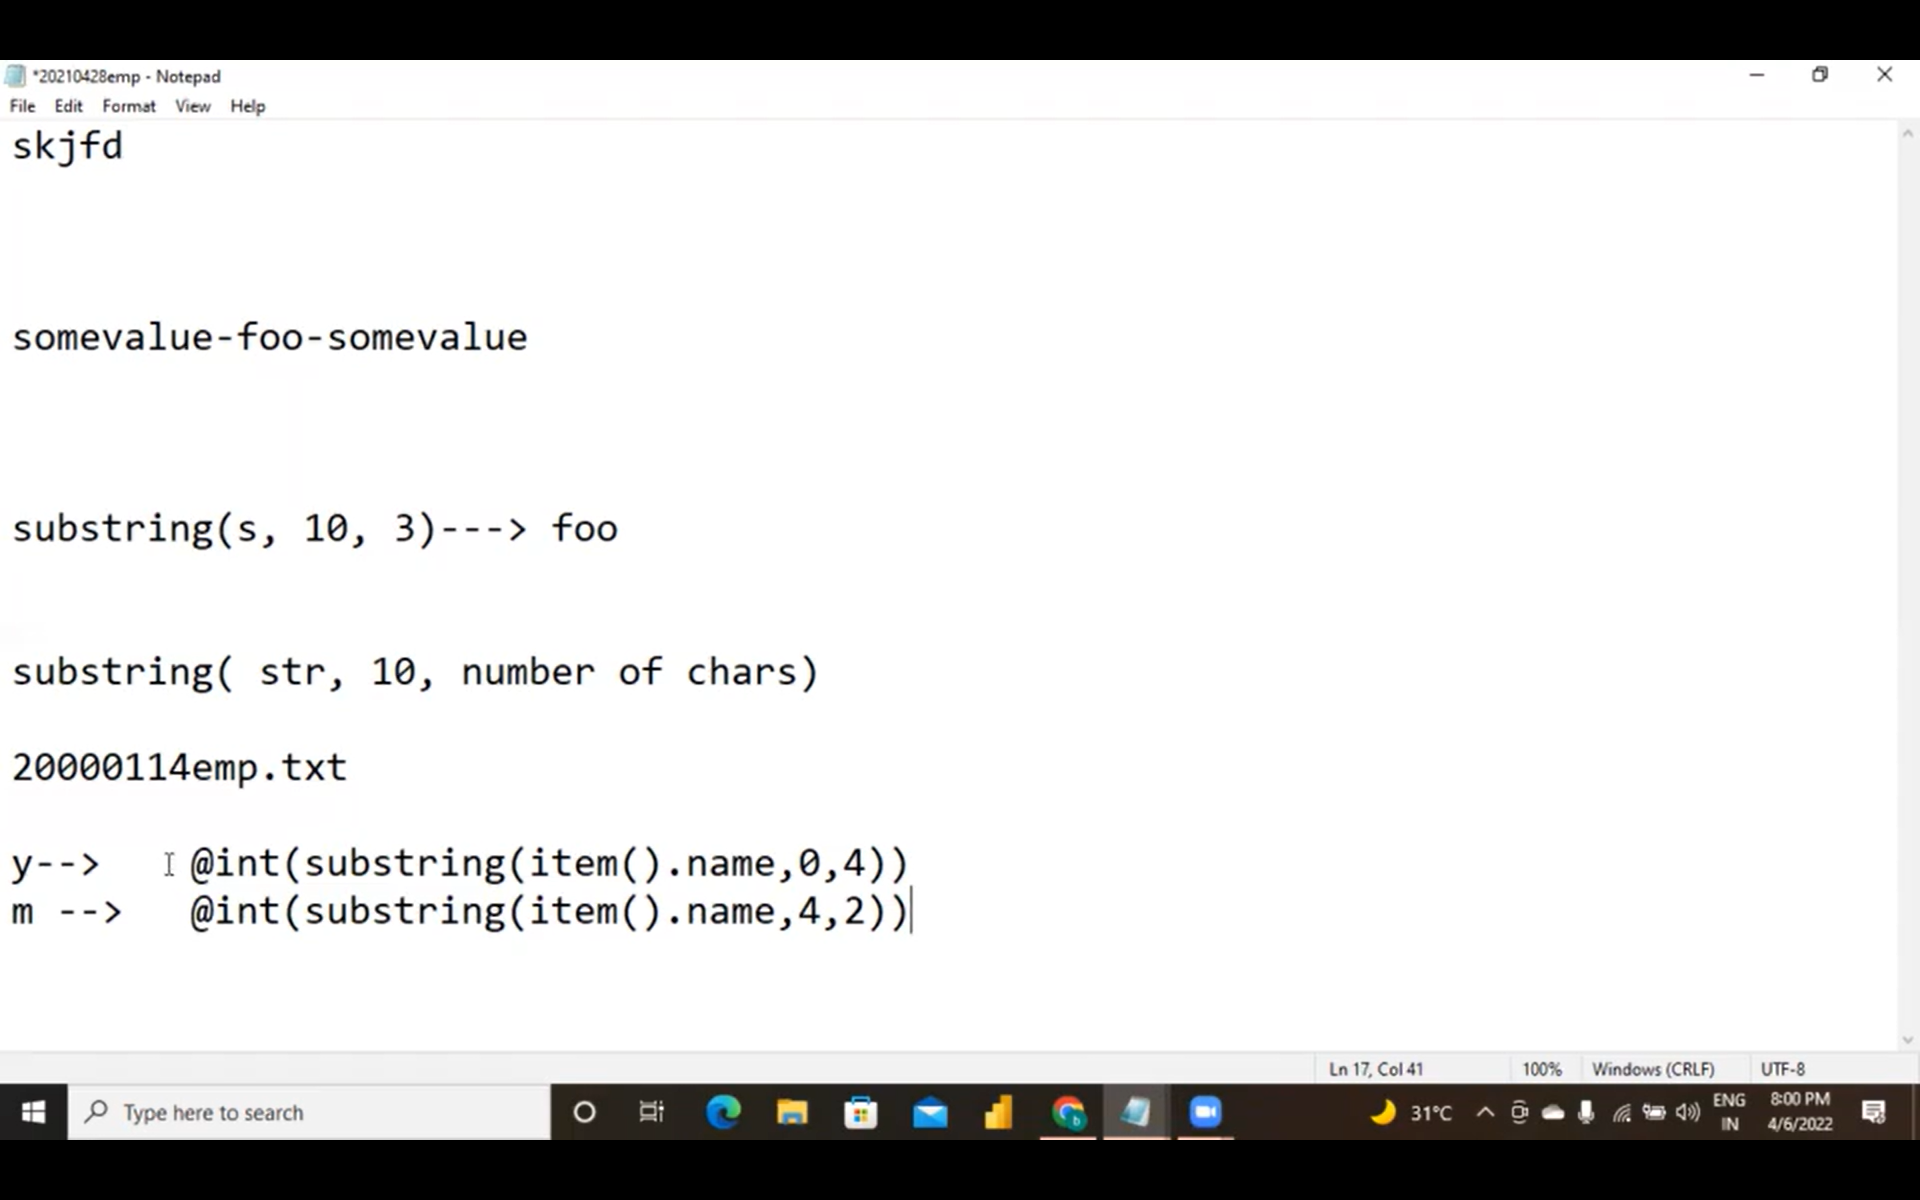 *20210428emp - Notepad
File Edit Format View Help
skjfd
somevalue-foo-somevalue
substring(s, 10, 3)---> foo
substring( str, 10, number of chars)
20000114emp.txt
y-->    @int(substring(item().name,0,4))
m -->   @int(substring(item().name,4,2))
Ln 17, Col 41 100% Windows (CRLF) UTF-8
Type here to search 31°C ENG 8:00 PM
IN 4/6/2022